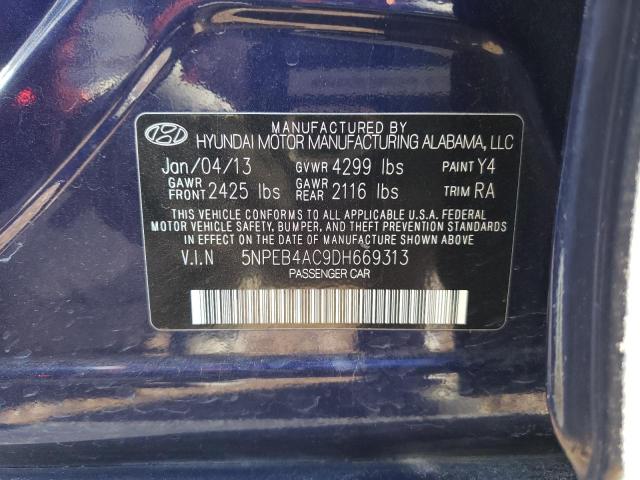 MANUFACTURED BY
HYUNDAI MOTOR MANUFACTURING ALABAMA, LLC
Jan/04/13 GVWR 4299 lbs PAINT Y4
GAWR FRONT 2425 lbs GAWR REAR 2116 lbs TRIM RA
THIS VEHICLE CONFORMS TO ALL APPLICABLE U.S.A. FEDERAL
MOTOR VEHICLE SAFETY, BUMPER, AND THEFT PREVENTION STANDARDS
IN EFFECT ON THE DATE OF MANUFACTURE SHOWN ABOVE.
V.I.N 5NPEB4AC9DH669313
PASSENGER CAR